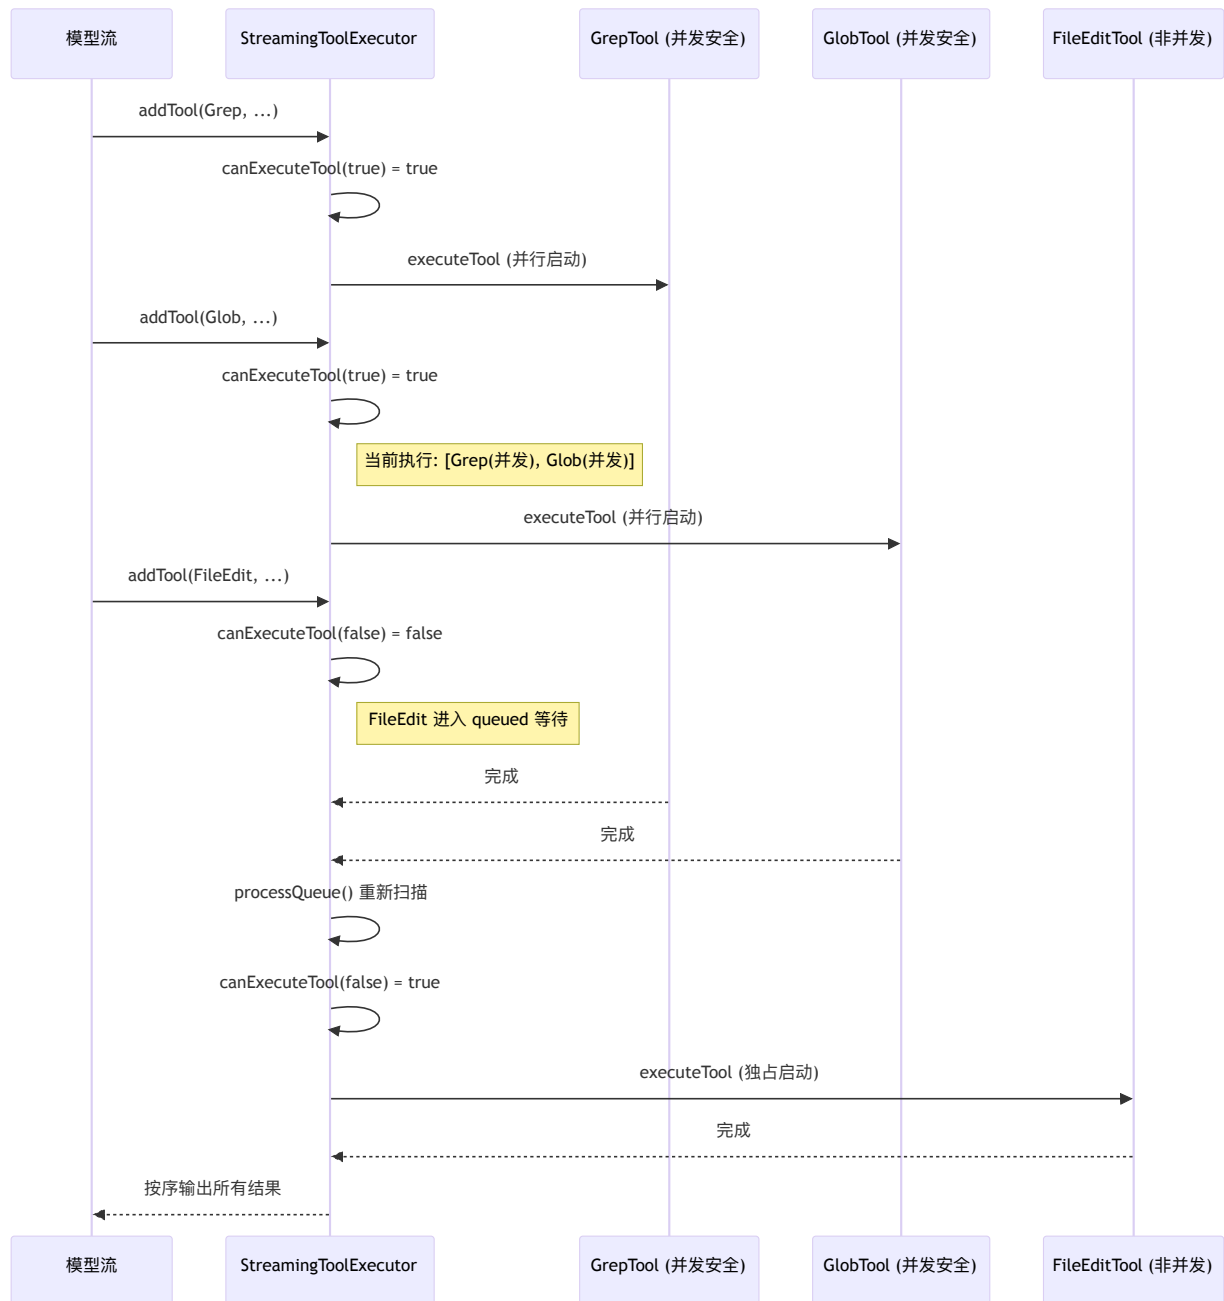 模型流
StreamingToolExecutor
GrepTool (并发安全)
GlobTool (并发安全)
FileEditTool (非并发)
addTool(Grep, ...)
canExecuteTool(true) = true
executeTool (并行启动)
addTool(Glob, ...)
canExecuteTool(true) = true
当前执行: [Grep(并发), Glob(并发)]
executeTool (并行启动)
addTool(FileEdit, ...)
canExecuteTool(false) = false
FileEdit 进入 queued 等待
完成
完成
processQueue() 重新扫描
canExecuteTool(false) = true
executeTool (独占启动)
完成
按序输出所有结果
模型流
StreamingToolExecutor
GrepTool (并发安全)
GlobTool (并发安全)
FileEditTool (非并发)